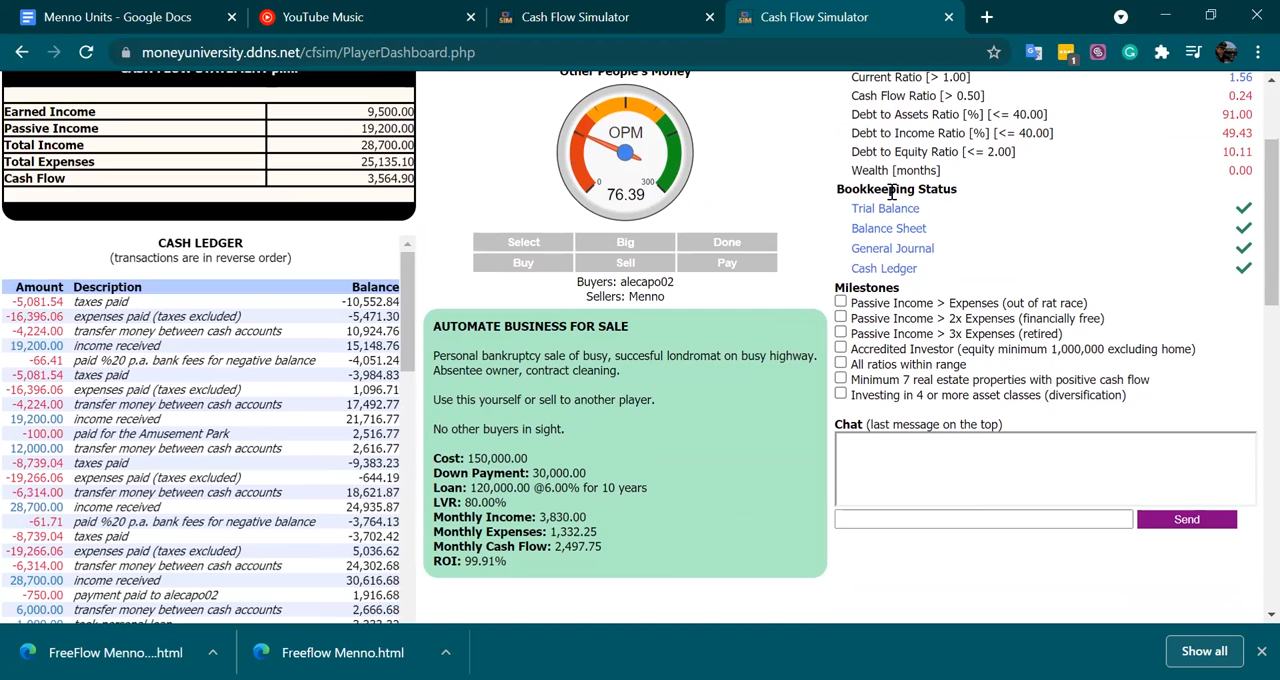 Menno Units - Google Docs
YouTube Music
Cash Flow Simulator
Cash Flow Simulator
moneyuniversity.ddns.net/cfsim/PlayerDashboard.php
1
Earned Income 9,500.00
Passive Income 19,200.00
Total Income 28,700.00
Total Expenses 25,135.10
Cash Flow 3,564.90
CASH LEDGER
(transactions are in reverse order)
Amount Description Balance
-5,081.54 taxes paid -10,552.84
-16,396.06 expenses paid (taxes excluded) -5,471.30
-4,224.00 transfer money between cash accounts 10,924.76
19,200.00 income received 15,148.76
-66.41 paid %20 p.a. bank fees for negative balance -4,051.24
-5,081.54 taxes paid -3,984.83
-16,396.06 expenses paid (taxes excluded) 1,096.71
-4,224.00 transfer money between cash accounts 17,492.77
19,200.00 income received 21,716.77
-100.00 paid for the Amusement Park 2,516.77
12,000.00 transfer money between cash accounts 2,616.77
-8,739.04 taxes paid -9,383.23
-19,266.06 expenses paid (taxes excluded) -644.19
-6,314.00 transfer money between cash accounts 18,621.87
28,700.00 income received 24,935.87
-61.71 paid %20 p.a. bank fees for negative balance -3,764.13
-8,739.04 taxes paid -3,702.42
-19,266.06 expenses paid (taxes excluded) 5,036.62
-6,314.00 transfer money between cash accounts 24,302.68
28,700.00 income received 30,616.68
-750.00 payment paid to alecapo02 1,916.68
6,000.00 transfer money between cash accounts 2,666.68
Other People's Money
OPM
0 300
76.39
Select Big Done
Buy Sell Pay
Buyers: alecapo02
Sellers: Menno
AUTOMATE BUSINESS FOR SALE
Personal bankruptcy sale of busy, succesful londromat on busy highway.
Absentee owner, contract cleaning.
Use this yourself or sell to another player.
No other buyers in sight.
Cost: 150,000.00
Down Payment: 30,000.00
Loan: 120,000.00 @6.00% for 10 years
LVR: 80.00%
Monthly Income: 3,830.00
Monthly Expenses: 1,332.25
Monthly Cash Flow: 2,497.75
ROI: 99.91%
Current Ratio [> 1.00] 1.56
Cash Flow Ratio [> 0.50] 0.24
Debt to Assets Ratio [%] [<= 40.00] 91.00
Debt to Income Ratio [%] [<= 40.00] 49.43
Debt to Equity Ratio [<= 2.00] 10.11
Wealth [months] 0.00
Bookkeeping Status
Trial Balance
Balance Sheet
General Journal
Cash Ledger
Milestones
Passive Income > Expenses (out of rat race)
Passive Income > 2x Expenses (financially free)
Passive Income > 3x Expenses (retired)
Accredited Investor (equity minimum 1,000,000 excluding home)
All ratios within range
Minimum 7 real estate properties with positive cash flow
Investing in 4 or more asset classes (diversification)
Chat (last message on the top)
Send
FreeFlow Menno....html
Freeflow Menno.html
Show all